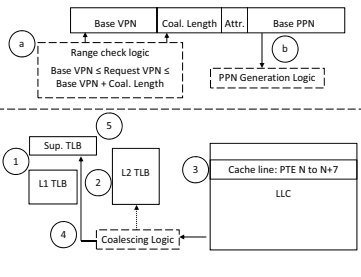 Base VPN Coal. Length Attr. Base PPN
a
Range check logic
Base VPN ≤ Request VPN ≤
Base VPN + Coal. Length
b
PPN Generation Logic
5
Sup. TLB
1
L1 TLB
2
L2 TLB
3
Cache line: PTE N to N+7
LLC
4
Coalescing Logic